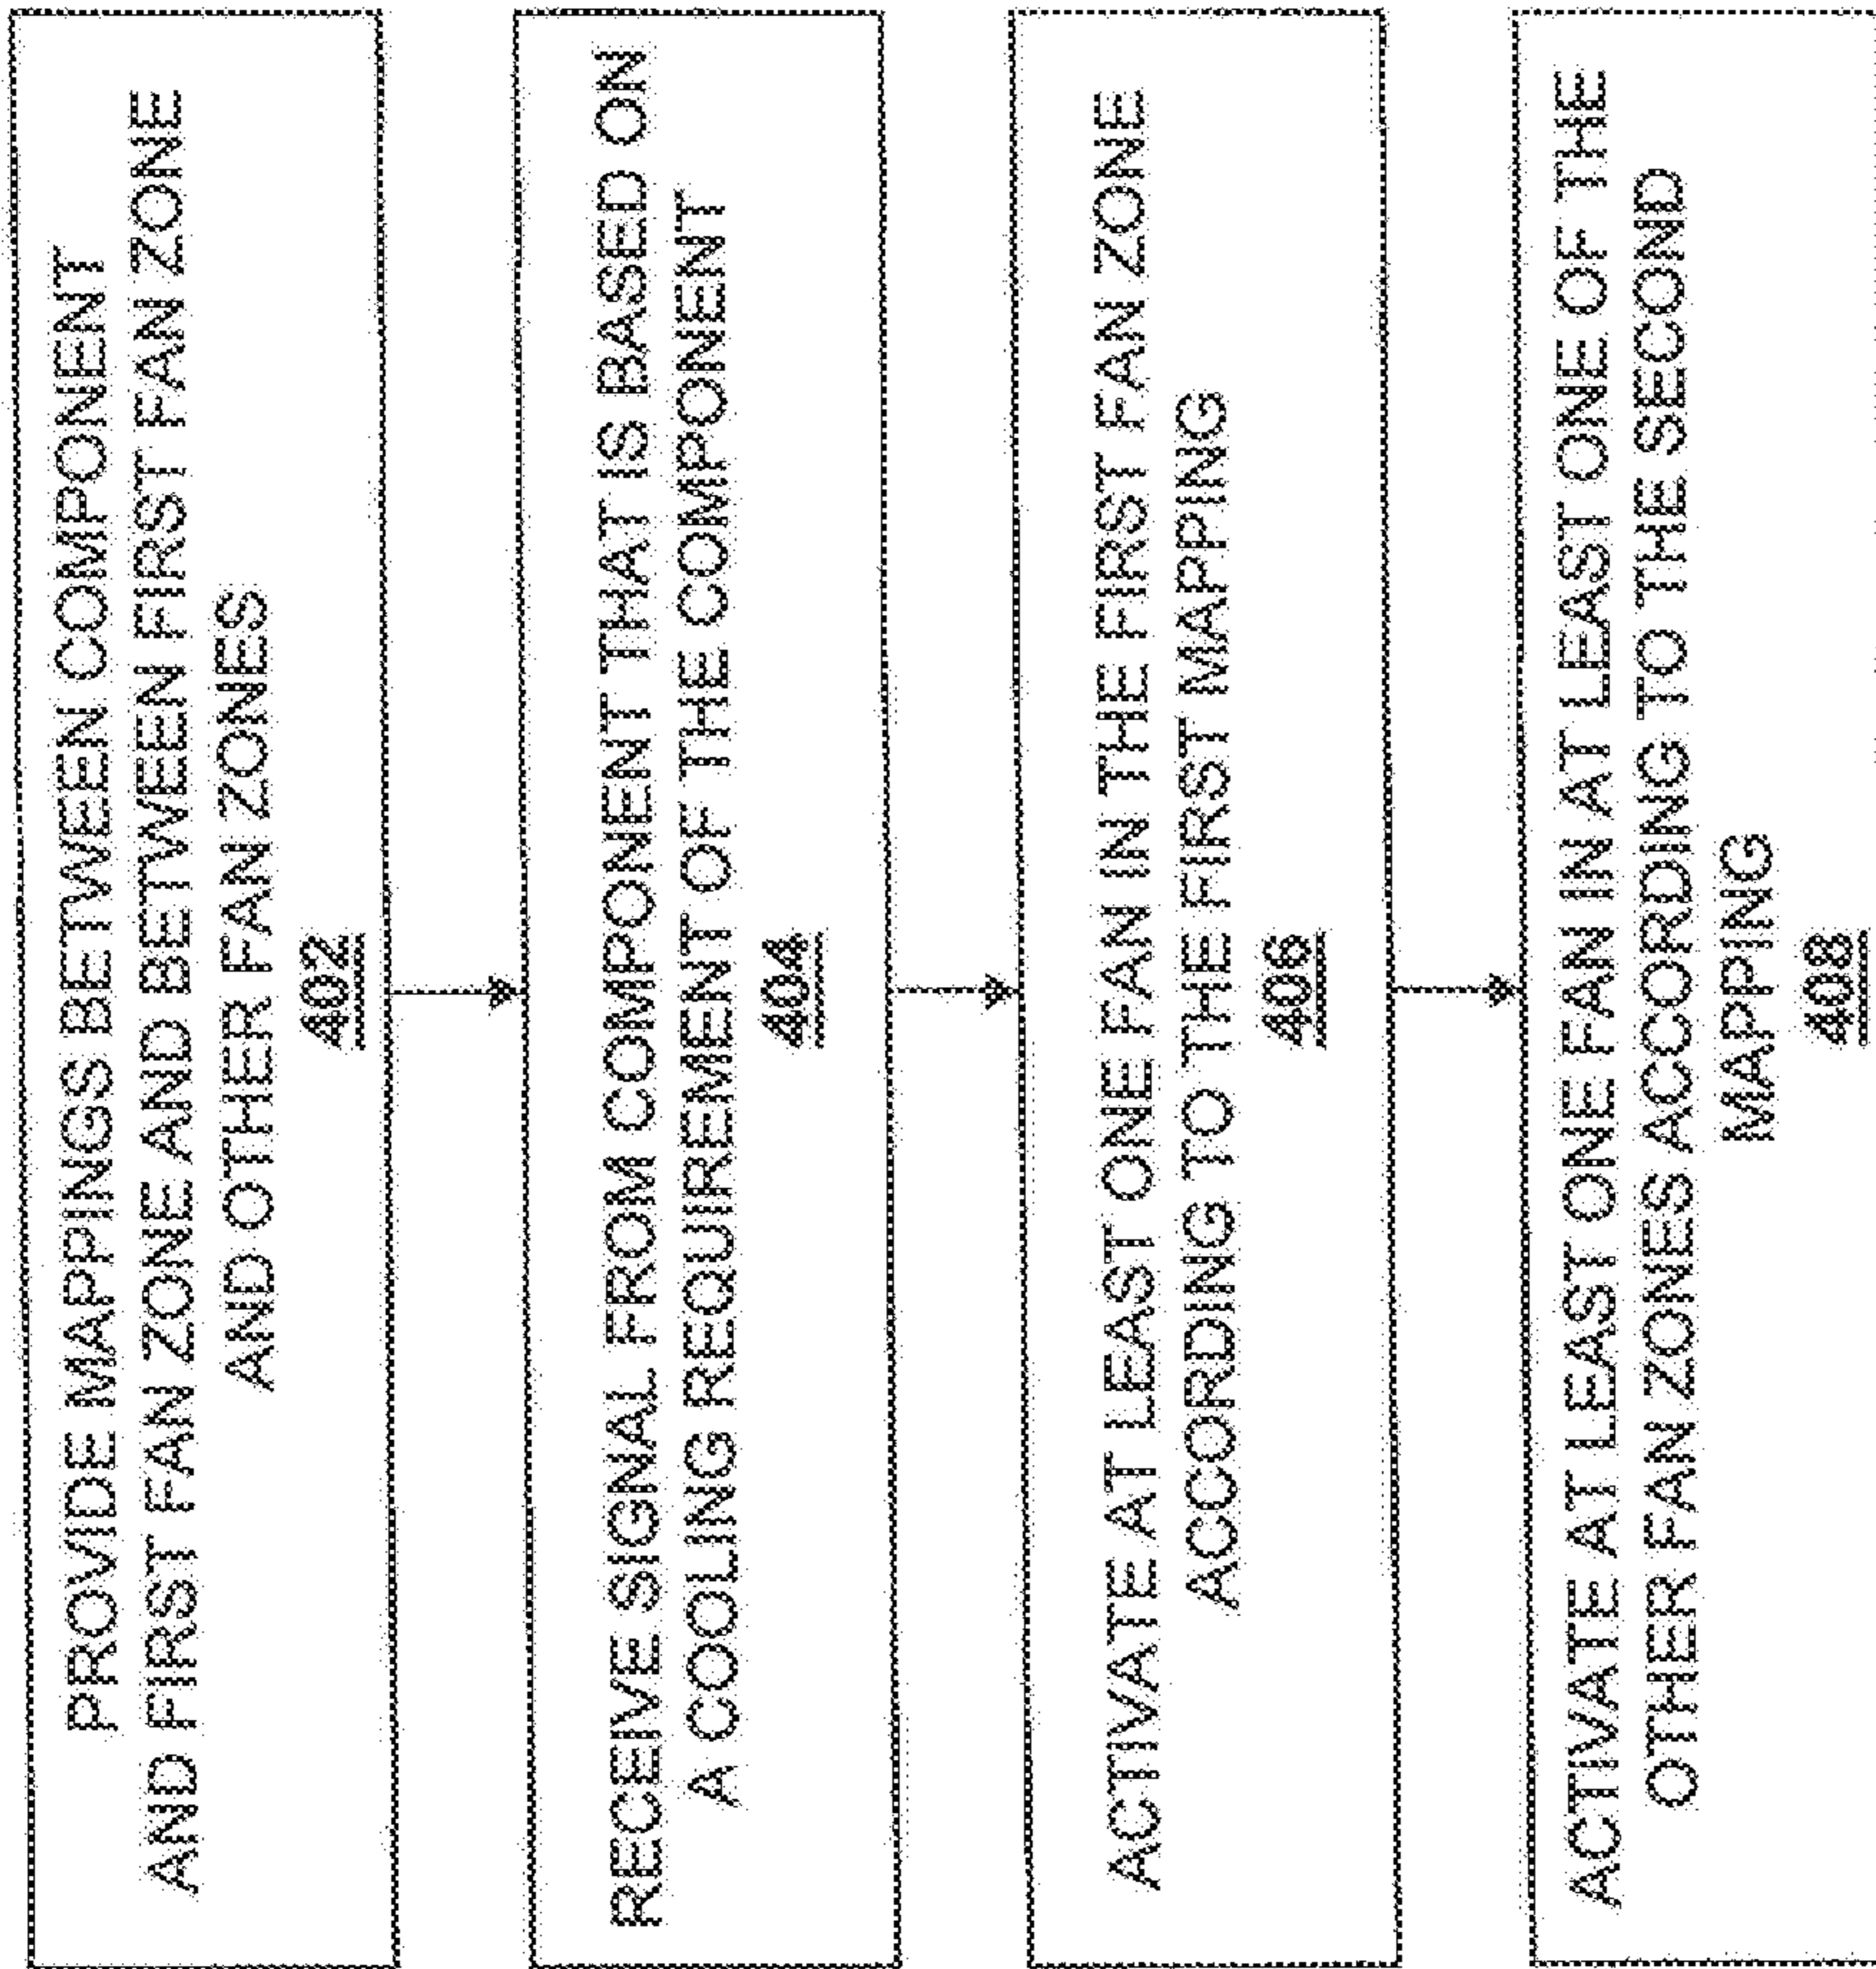 PROVIDE MAPPINGS BETWEEN COMPONENT
AND FIRST FAN ZONE AND BETWEEN FIRST FAN ZONE
AND OTHER FAN ZONES
402
RECEIVE SIGNAL FROM COMPONENT THAT IS BASED ON
A COOLING REQUIREMENT OF THE COMPONENT
404
ACTIVATE AT LEAST ONE FAN IN THE FIRST FAN ZONE
ACCORDING TO THE FIRST MAPPING
406
ACTIVATE AT LEAST ONE FAN IN AT LEAST ONE OF THE
OTHER FAN ZONES ACCORDING TO THE SECOND
MAPPING
408